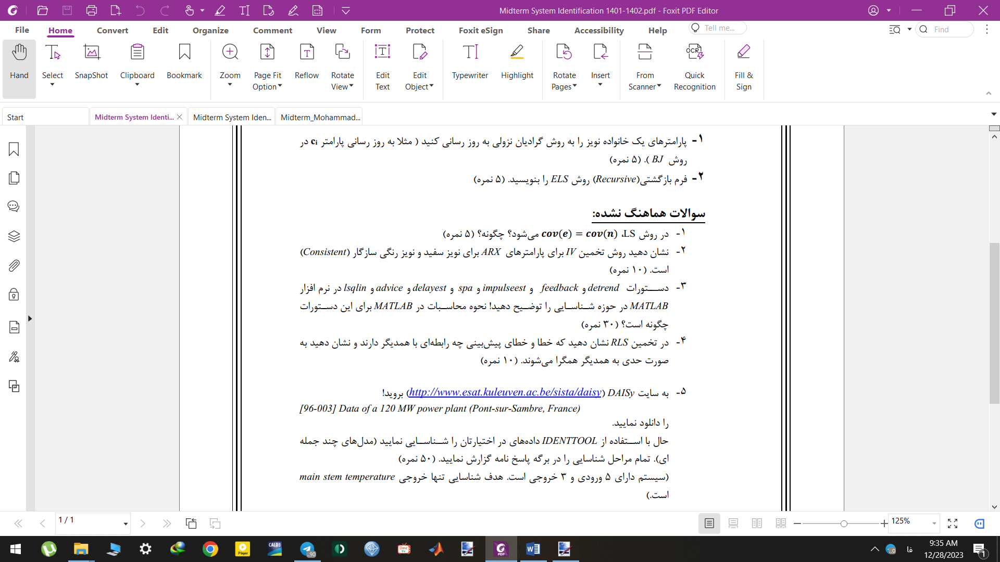 Midterm System Identification 1401-1402.pdf - Foxit PDF Editor
File Home Convert Edit Organize Comment View Form Protect Foxit eSign Share Accessibility Help Tell me... Find
Hand Select SnapShot Clipboard Bookmark Zoom Page Fit Option Reflow Rotate View Edit Text Edit Object Typewriter Highlight Rotate Pages Insert From Scanner Quick Recognition Fill & Sign
Start Midterm System Identi... Midterm System Iden... Midterm_Mohammad...
۱- پارامترهای یک خانواده نویز را به روش گرادیان نزولی به روز رسانی کنید ( مثلا به روز رسانی پارامتر cᵢ در
روش BJ ). (۵ نمره)
۲- فرم بازگشتی(Recursive) روش ELS را بنویسید. (۵ نمره)
سوالات هماهنگ نشده:
۱- در روش LS، cov(e) = cov(n) می‌شود؟ چگونه؟ (۵ نمره)
۲- نشان دهید روش تخمین IV برای پارامترهای ARX برای نویز سفید و نویز رنگی سازگار (Consistent)
است. (۱۰ نمره)
۳- دستورات detrend و feedback و impulseest و spa و delayest و advice و lsqlin در نرم افزار
MATLAB در حوزه شناسایی را توضیح دهید! نحوه محاسبات در MATLAB برای این دستورات
چگونه است؟ (۳۰ نمره)
۴- در تخمین RLS نشان دهید که خطا و خطای پیش‌بینی چه رابطه‌ای با همدیگر دارند و نشان دهید به
صورت حدی به همدیگر همگرا می‌شوند. (۱۰ نمره)
۵- به سایت DAISy (http://www.esat.kuleuven.ac.be/sista/daisy) بروید!
[96-003] Data of a 120 MW power plant (Pont-sur-Sambre, France)
را دانلود نمایید.
حال با استفاده از IDENTTOOL داده‌های در اختیارتان را شناسایی نمایید (مدل‌های چند جمله
ای). تمام مراحل شناسایی را در برگه پاسخ نامه گزارش نمایید. (۵۰ نمره)
(سیستم دارای ۵ ورودی و ۳ خروجی است. هدف شناسایی تنها خروجی main stem temperature
است.)
1 / 1 125%
9:35 AM
فا
12/28/2023